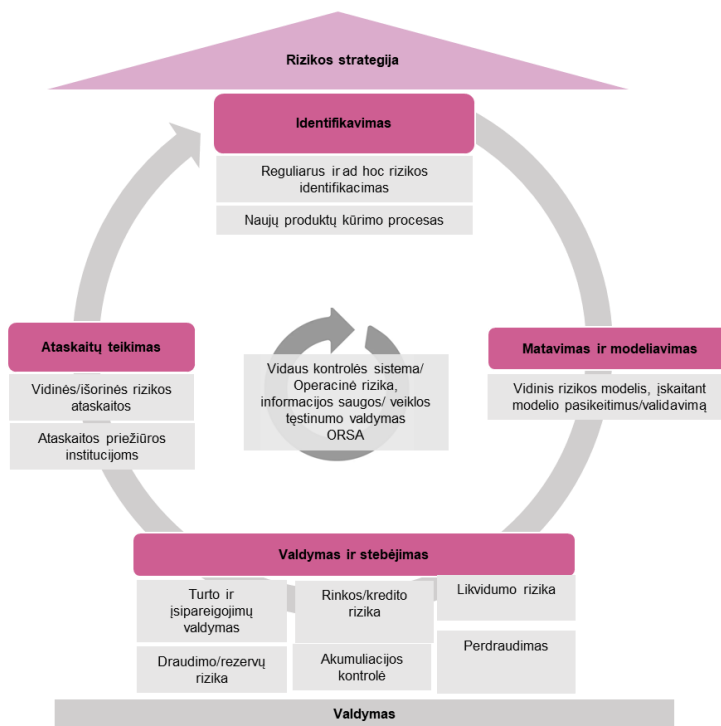 Rizikos strategija
Identifikavimas
Reguliarus ir ad hoc rizikos
identifikacimas
Naujų produktų kūrimo procesas
Ataskaitų teikimas
Vidinės/išorinės rizikos
ataskaitos
Ataskaitos priežiūros
institucijoms
Vidaus kontrolės sistema/
Operacinė rizika,
informacijos saugos/ veiklos
tęstinumo valdymas
ORSA
Matavimas ir modeliavimas
Vidinis rizikos modelis, įskaitant
modelio pasikeitimus/validavimą
Valdymas ir stebėjimas
Turto ir
įsipareigojimų
valdymas
Rinkos/kredito
rizika
Likvidumo rizika
Draudimo/rezervų
rizika
Akumuliacijos
kontrolė
Perdraudimas
Valdymas